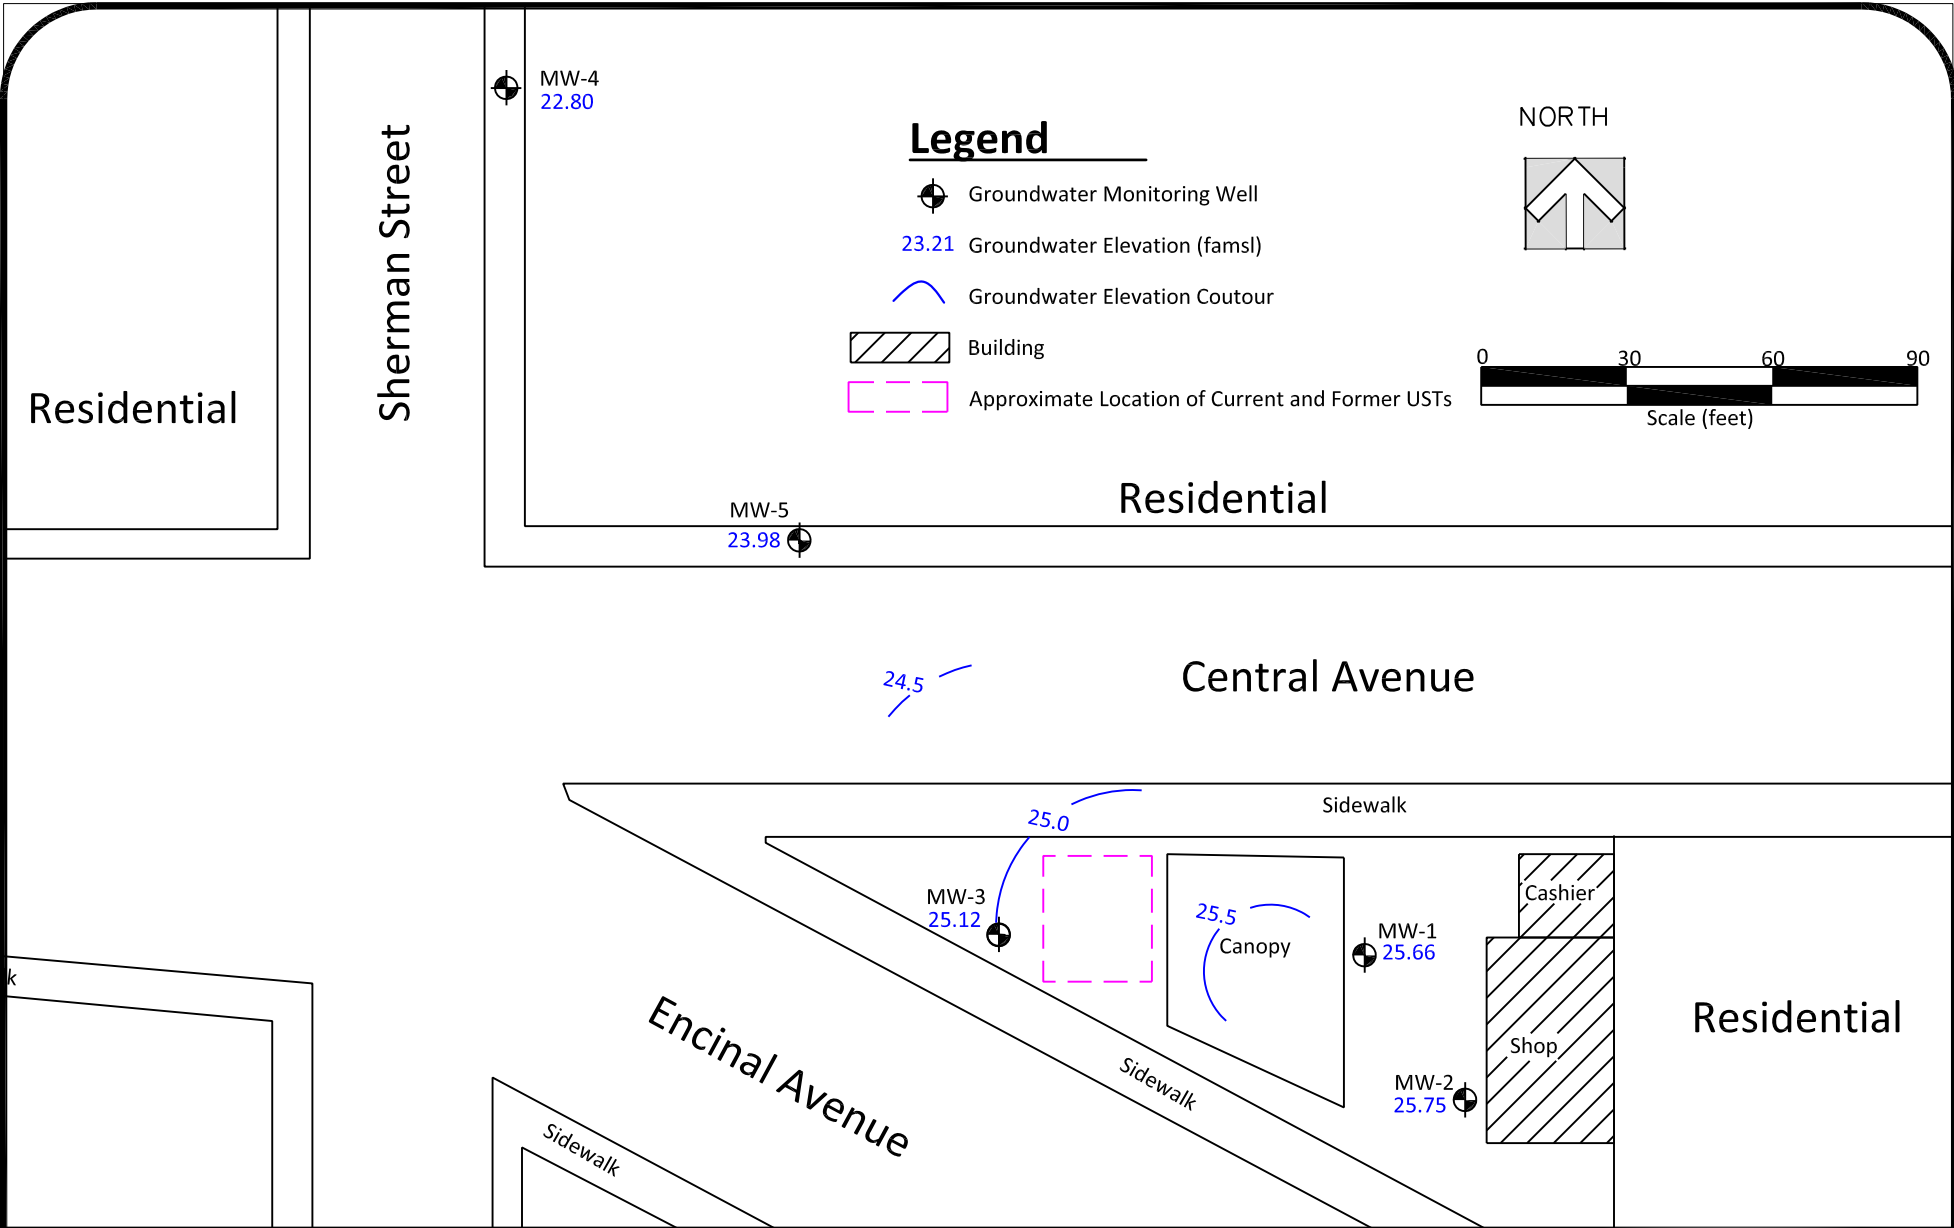 MW-4
22.80
Sherman Street
Residential
Legend
Groundwater Monitoring Well
23.21 Groundwater Elevation (famsl)
Groundwater Elevation Coutour
Building
Approximate Location of Current and Former USTs
NORTH
0 30 60 90
Scale (feet)
Residential
MW-5
23.98
24.5
Central Avenue
Sidewalk
25.0
MW-3
25.12
25.5
Canopy
MW-1
25.66
Cashier
Shop
Residential
MW-2
25.75
Sidewalk
Encinal Avenue
Sidewalk
k